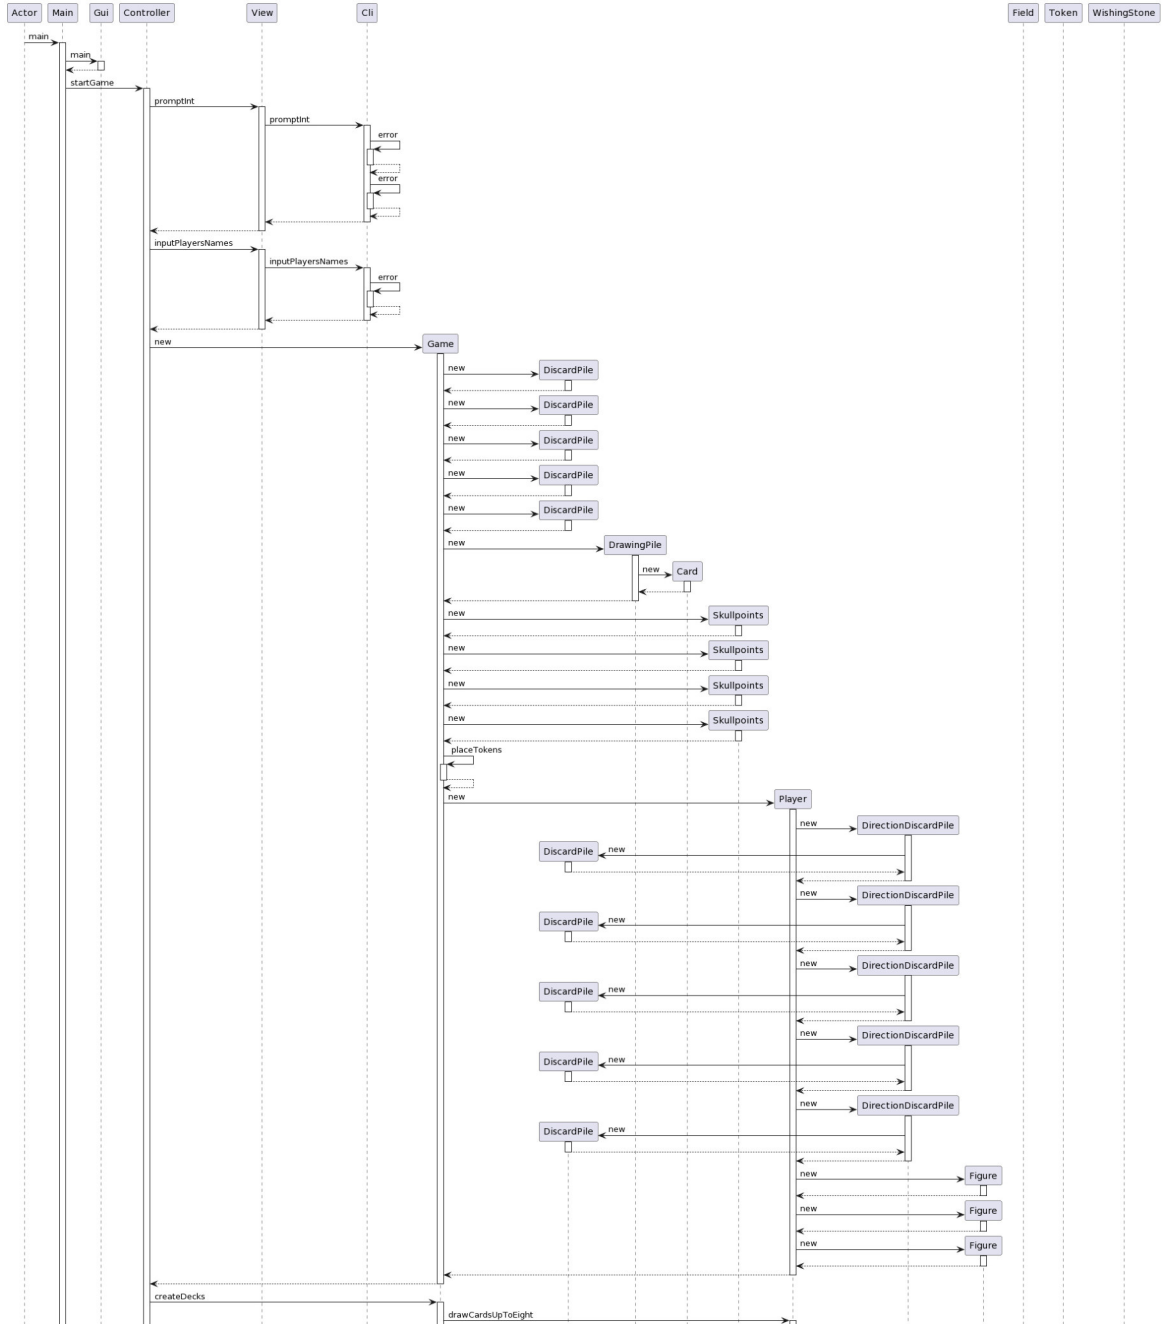 Actor Main Gui Controller View Cli Field Token WishingStone
main
main
startGame
promptInt
promptInt
error
error
inputPlayersNames
inputPlayersNames
error
new Game
new DiscardPile
new DiscardPile
new DiscardPile
new DiscardPile
new DiscardPile
new DrawingPile
new Card
new Skullpoints
new Skullpoints
new Skullpoints
new Skullpoints
placeTokens
new Player
new DirectionDiscardPile
DiscardPile new
new DirectionDiscardPile
DiscardPile new
new DirectionDiscardPile
DiscardPile new
new DirectionDiscardPile
DiscardPile new
new DirectionDiscardPile
DiscardPile new
new Figure
new Figure
new Figure
createDecks
drawCardsUpToEight